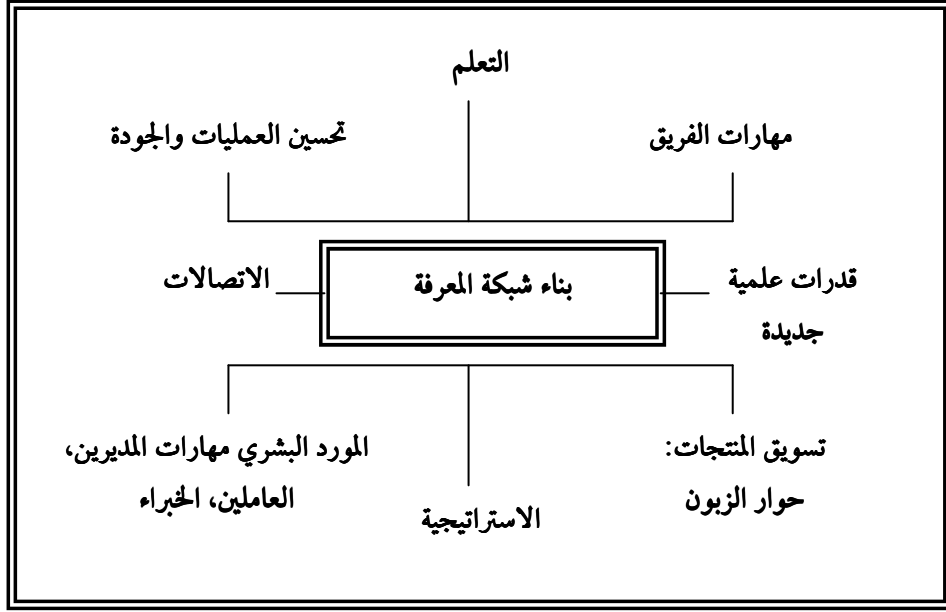 التعلم
مهارات الفريق
تحسين العمليات والجودة
قدرات علمية
جديدة
بناء شبكة المعرفة
الاتصالات
تسويق المنتجات:
حوار الزبون
الاستراتيجية
المورد البشري مهارات المديرين،
العاملين، الخبراء